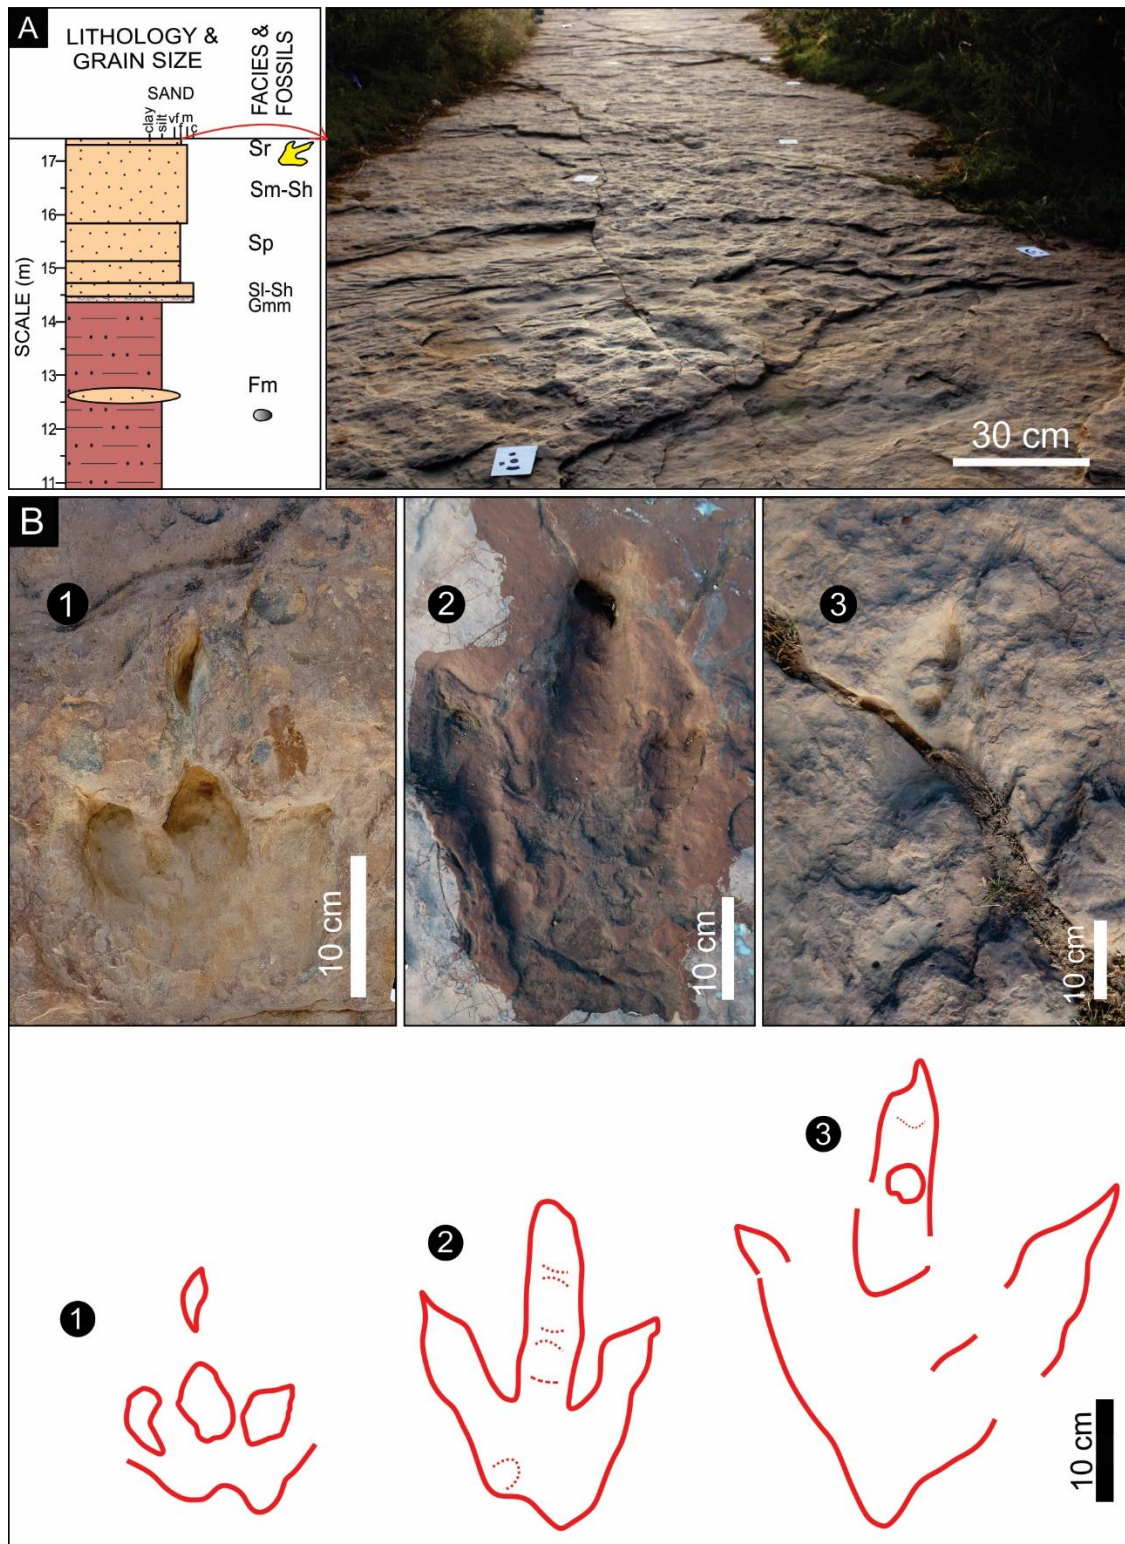 A
LITHOLOGY &
GRAIN SIZE
FACIES &
FOSSILS
SAND
clay
silt
vf
f
m
c
SCALE (m)
17
16
15
14
13
12
11
Sr
Sm-Sh
Sp
Sl-Sh
Gmm
Fm
30 cm
B
1
2
3
10 cm
10 cm
10 cm
1
2
3
10 cm